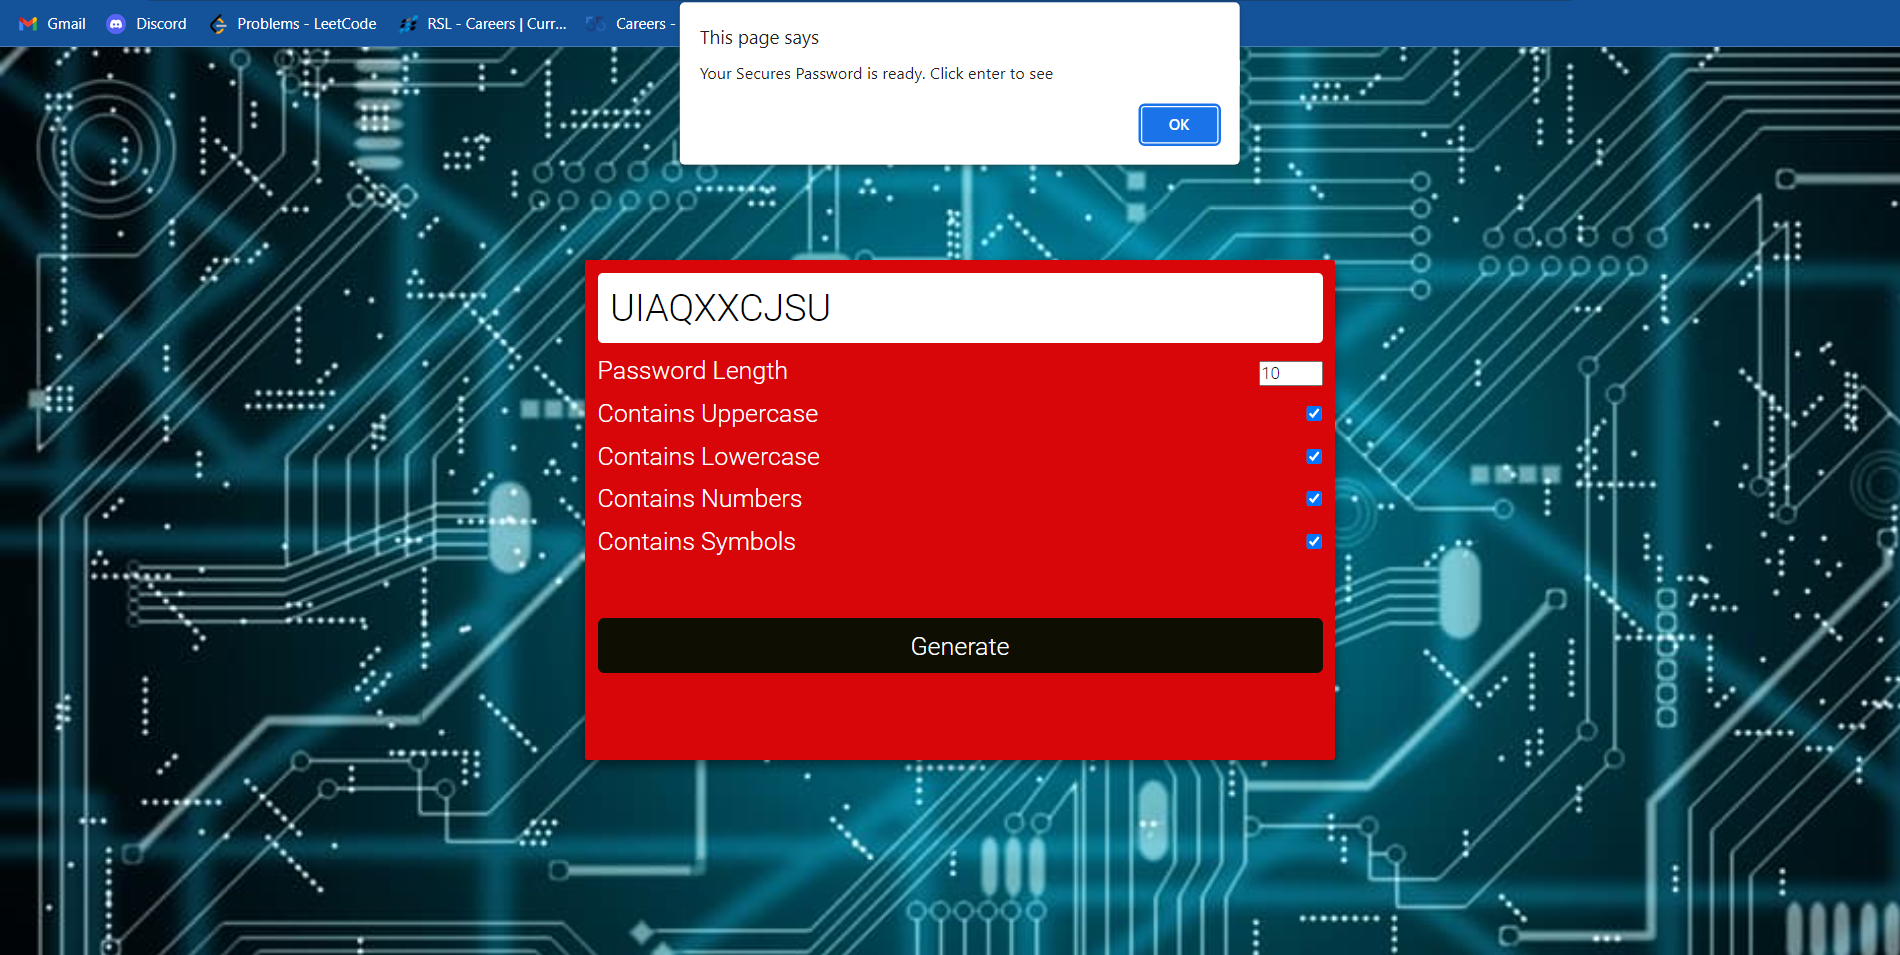 Gmail
Discord
Problems - LeetCode
RSL - Careers | Curr...
Careers -
This page says
Your Secures Password is ready. Click enter to see
OK
UIAQXXCJSU
Password Length
10
Contains Uppercase
Contains Lowercase
Contains Numbers
Contains Symbols
Generate